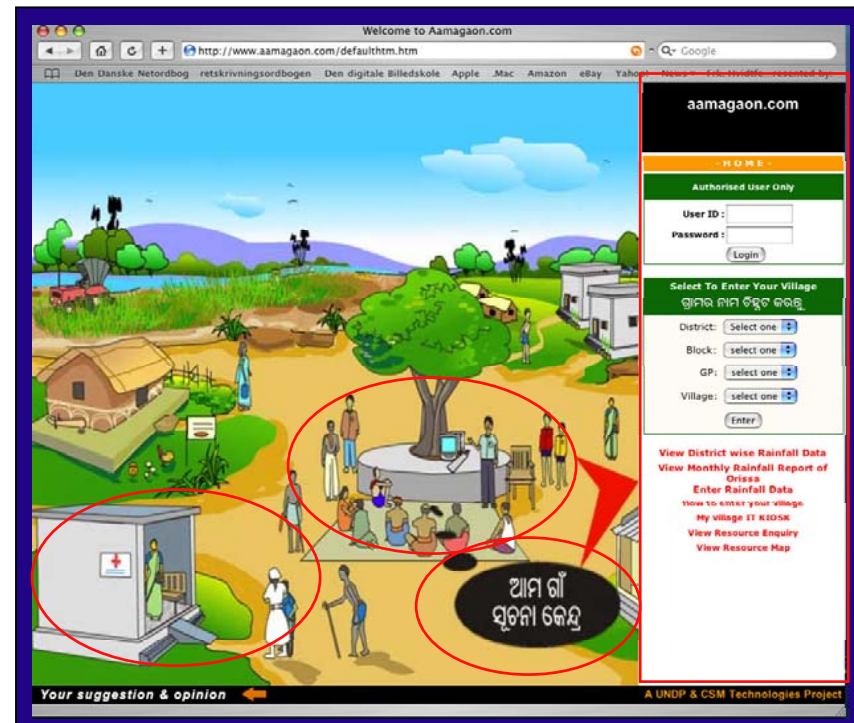 Welcome to Aamagaon.com
http://www.aamagaon.com/defaulthtm.htm
Google
Den Danske Netordbog retskrivningsordbogen Den digitale Billedskole Apple .Mac Amazon eBay Yahoo! News
aamagaon.com
- H O M E -
Authorised User Only
User ID :
Password :
Login
Select To Enter Your Village
ଗ୍ରାମର ନାମ ଚିହ୍ନଟ କରନ୍ତୁ
District: Select one
Block: select one
GP: select one
Village: select one
Enter
View District wise Rainfall Data
View Monthly Rainfall Report of
Orissa
Enter Rainfall Data
How to enter your village
My village IT KIOSK
View Resource Enquiry
View Resource Map
ଆମ ଗାଁ
ସୂଚନା କେନ୍ଦ୍ର
Your suggestion & opinion
A UNDP & CSM Technologies Project